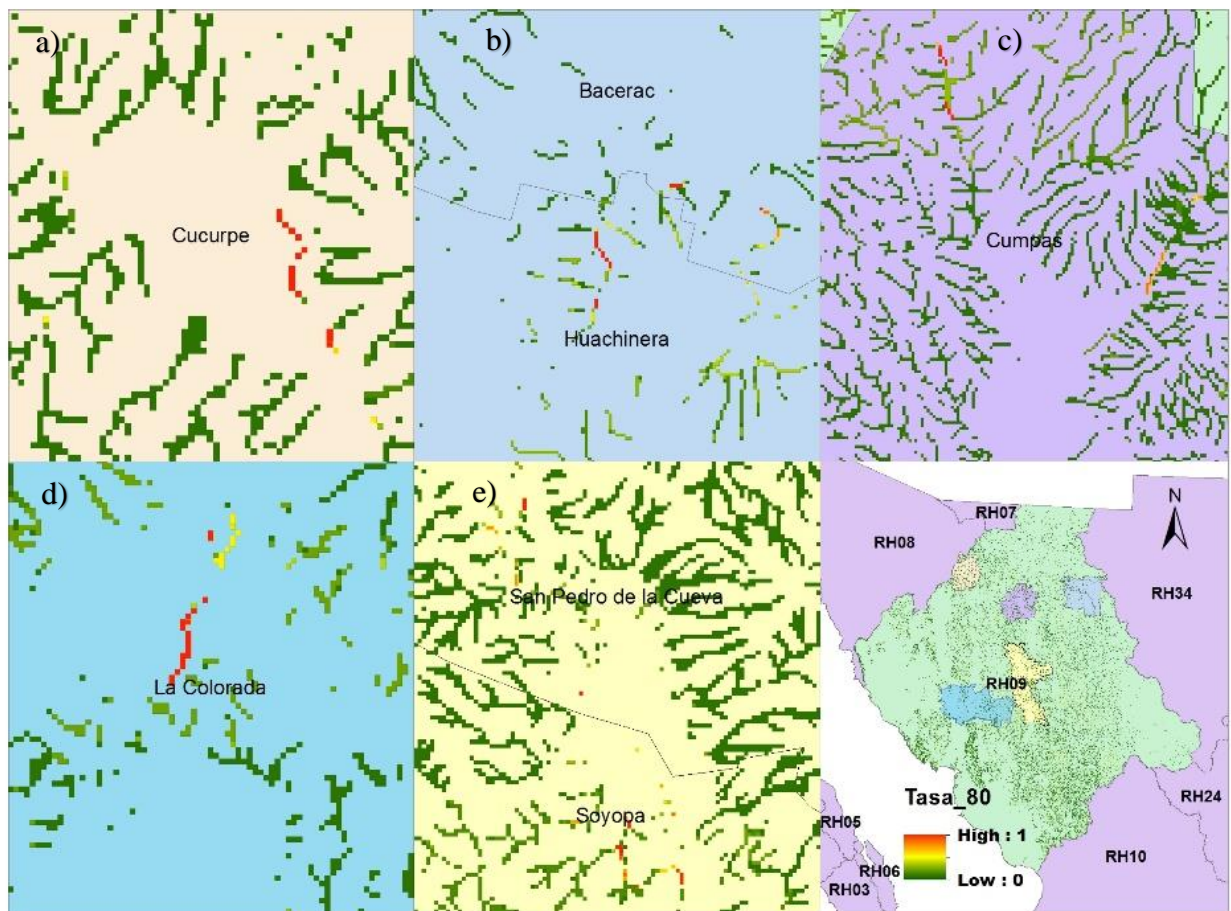 a)
Cucurpe
b)
Bacerac
Huachinera
c)
Cumpas
d)
La Colorada
e)
San Pedro de la Cueva
Soyopa
N
RH07
RH08
RH34
RH09
RH24
RH05
RH06
RH03
RH10
Tasa_80
High : 1
Low : 0